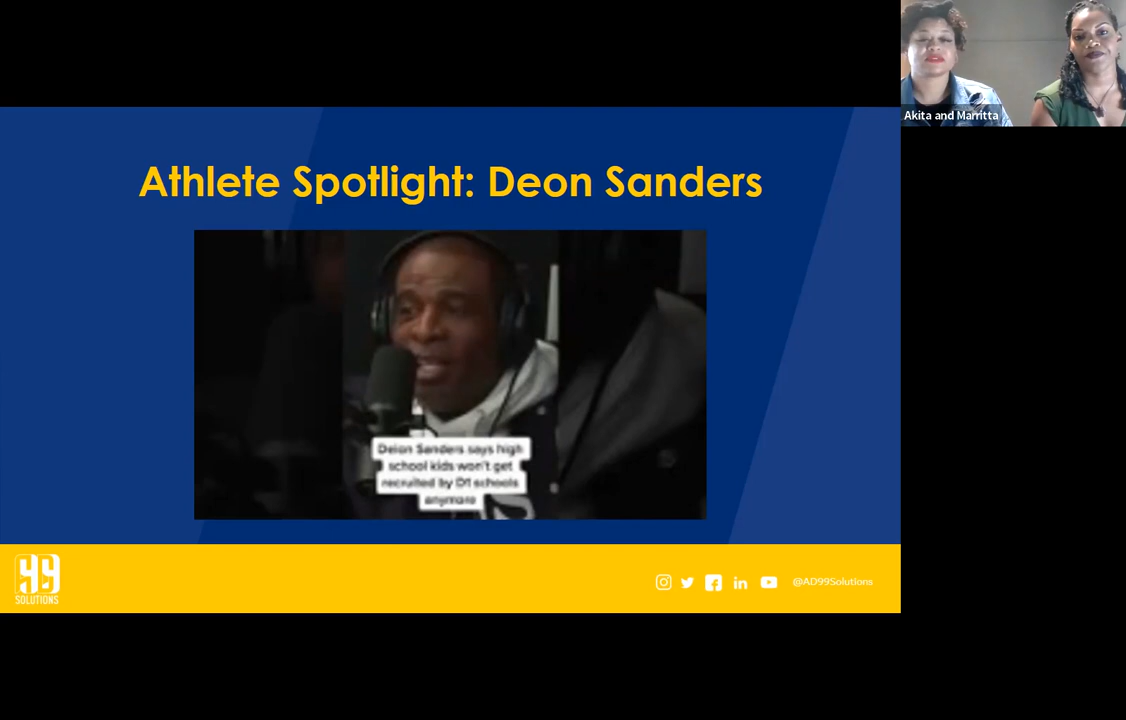 Akita and Marritta
Athlete Spotlight: Deon Sanders
Deion Sanders says high
school kids won't get
recruited by D1 schools
anymore
99
SOLUTIONS
@AD99Solutions